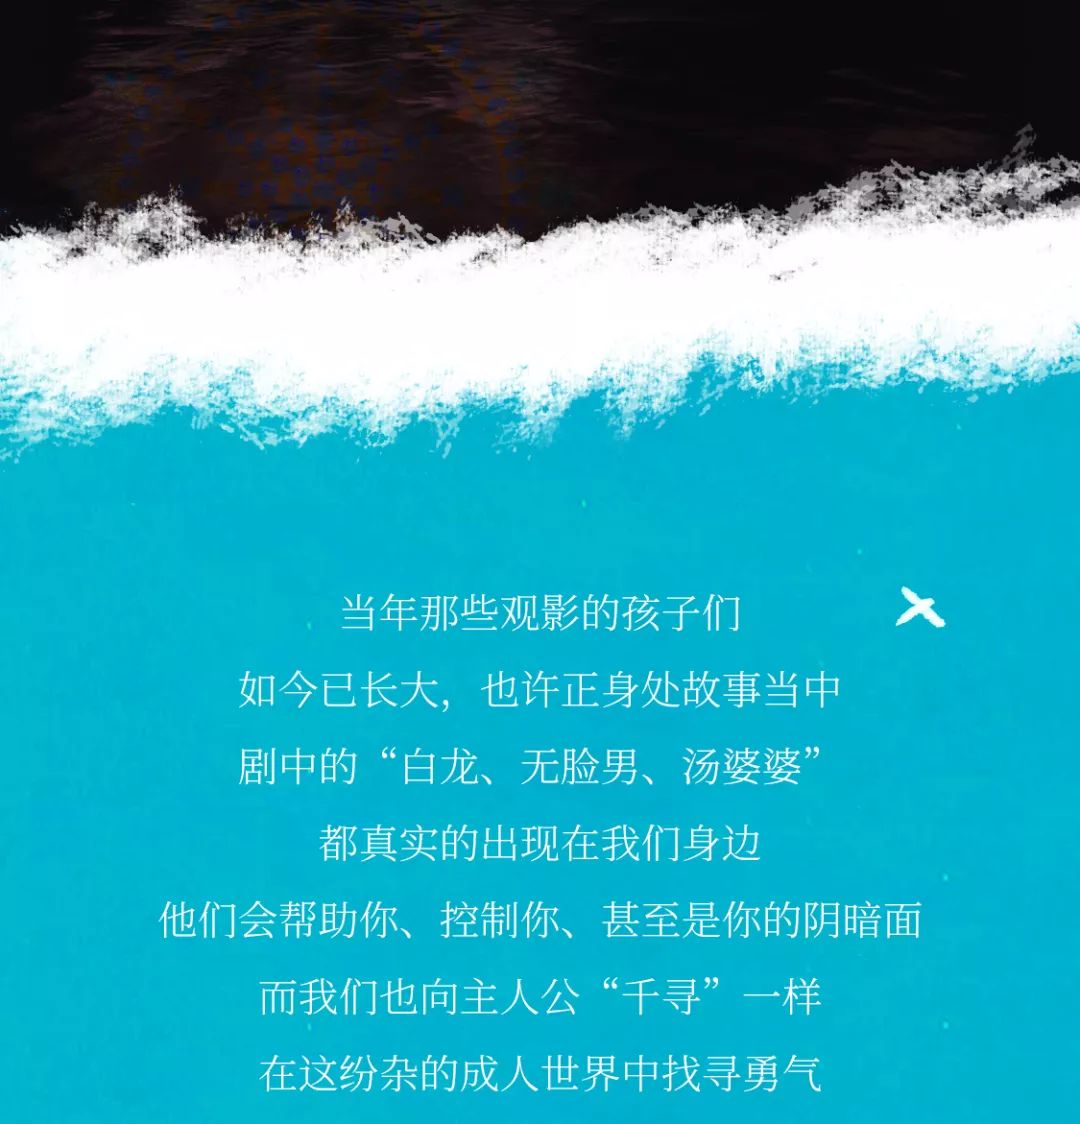 当年那些观影的孩子们
如今已长大，也许正身处故事当中
剧中的“白龙、无脸男、汤婆婆”
都真实的出现在我们身边
他们会帮助你、控制你、甚至是你的阴暗面
而我们也向主人公“千寻”一样
在这纷杂的成人世界中找寻勇气